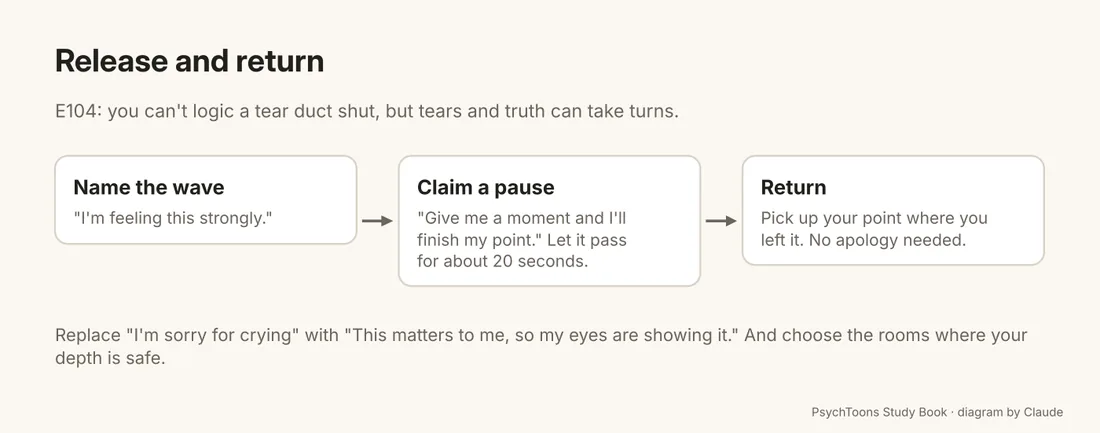 Release and return
E104: you can't logic a tear duct shut, but tears and truth can take turns.
Name the wave
"I'm feeling this strongly."
Claim a pause
"Give me a moment and I'll
finish my point." Let it pass
for about 20 seconds.
Return
Pick up your point where you
left it. No apology needed.
Replace "I'm sorry for crying" with "This matters to me, so my eyes are showing it." And choose the rooms where your
depth is safe.
PsychToons Study Book · diagram by Claude